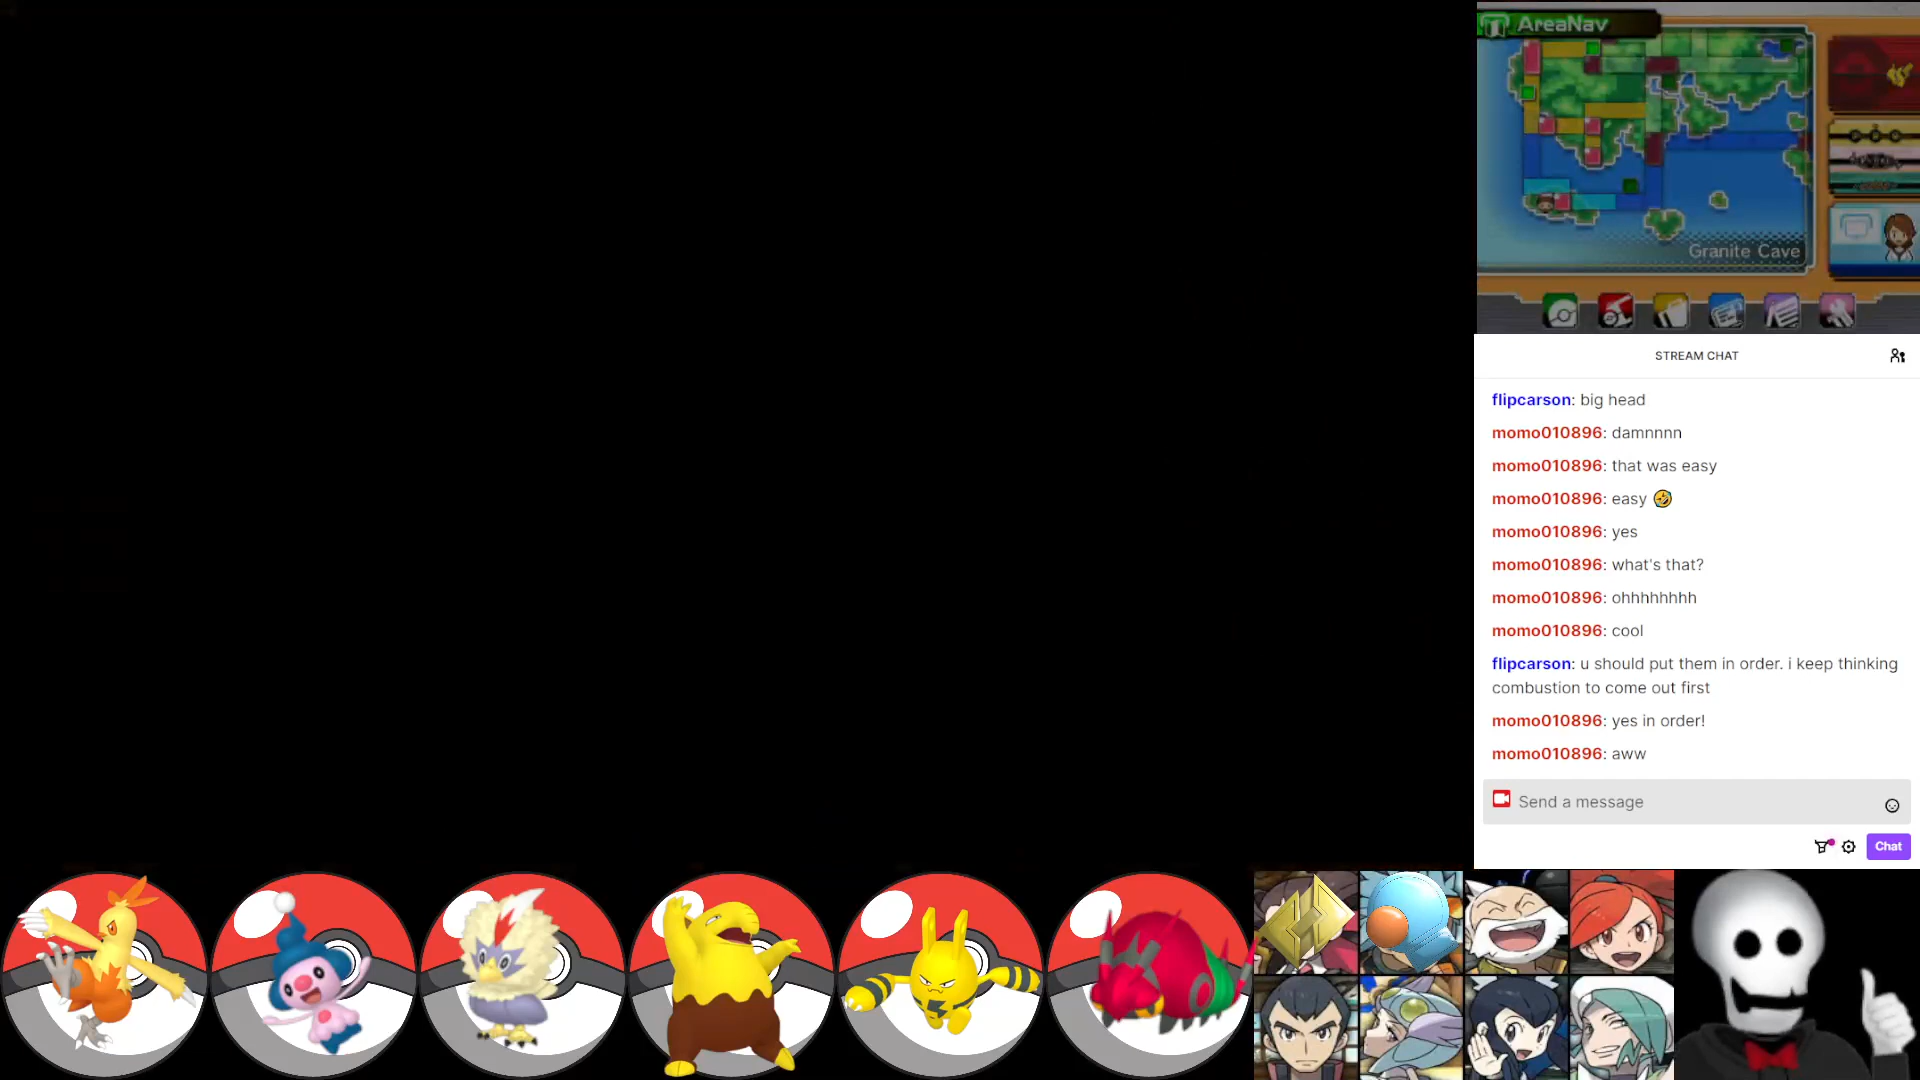 AreaNav
Granite Cave
STREAM CHAT
flipcarson: big head
momo010896: damnnnn
momo010896: that was easy
momo010896: easy 🤣
momo010896: yes
momo010896: what's that?
momo010896: ohhhhhhhh
momo010896: cool
flipcarson: u should put them in order. i keep thinking
combustion to come out first
momo010896: yes in order!
momo010896: aww
Send a message
Chat